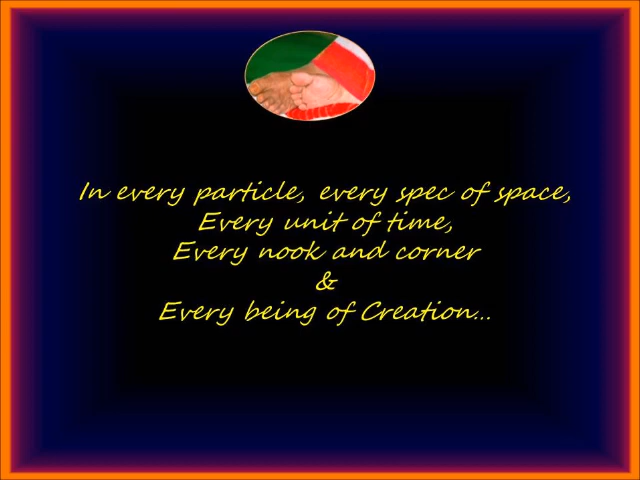 In every particle, every spec of space,
Every unit of time,
Every nook and corner
&
Every being of Creation...